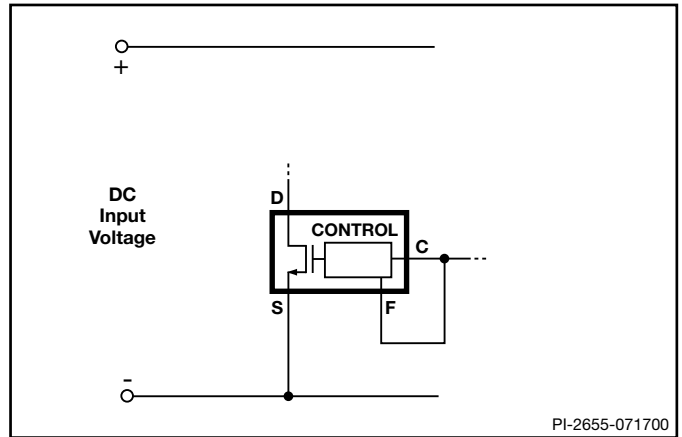 +
DC
Input
Voltage
D
CONTROL
C
S
F
-
PI-2655-071700